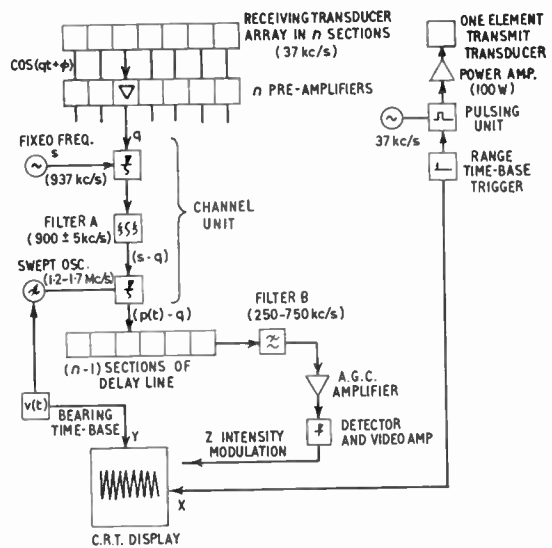 RECEIVING TRANSDUCER
ARRAY IN n SECTIONS
(37 kc/s)
COS(qt+ϕ)
n PRE-AMPLIFIERS
q
FIXED FREQ.
s
(937 kc/s)
FILTER A
(900 ± 5kc/s)
CHANNEL
UNIT
(s-q)
SWEPT OSC.
(1·2-1·7 Mc/s)
(p(t)-q)
(n-1) SECTIONS OF
DELAY LINE
FILTER B
(250-750 kc/s)
A.G.C.
AMPLIFIER
DETECTOR
AND VIDEO AMP
Z INTENSITY
MODULATION
v(t)
BEARING
TIME-BASE
Y
X
C.R.T. DISPLAY
ONE ELEMENT
TRANSMIT
TRANSDUCER
POWER AMP.
(100W)
PULSING
UNIT
37 kc/s
RANGE
TIME-BASE
TRIGGER